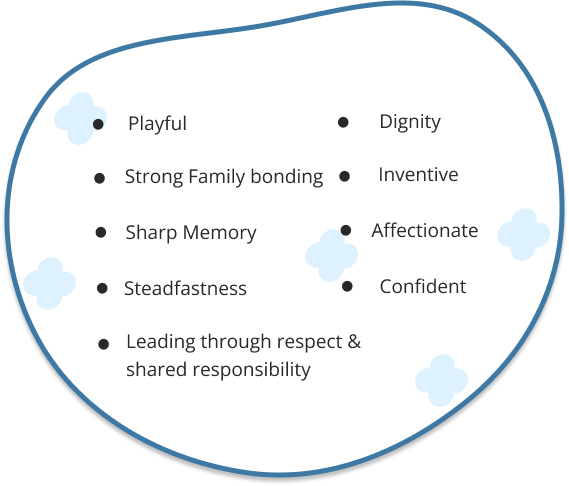 Playful
Strong Family bonding
Sharp Memory
Steadfastness
Leading through respect &
shared responsibility
Dignity
Inventive
Affectionate
Confident